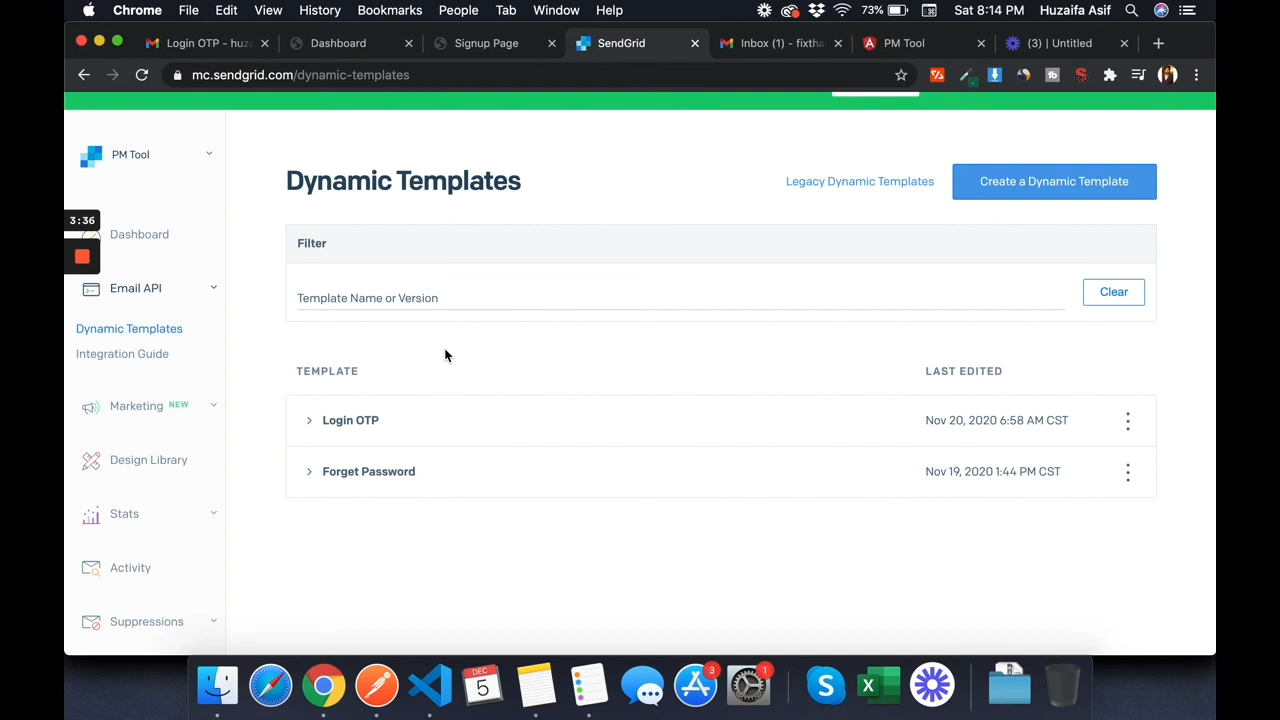 Chrome File Edit View History Bookmarks People Tab Window Help 73% Sat 8:14 PM Huzaifa Asif
Login OTP - huz Dashboard Signup Page SendGrid Inbox (1) - fixtha PM Tool (3) | Untitled
mc.sendgrid.com/dynamic-templates
PM Tool
Dynamic Templates
Legacy Dynamic Templates
Create a Dynamic Template
3:36
Dashboard
Filter
Email API
Template Name or Version
Clear
Dynamic Templates
Integration Guide
TEMPLATE LAST EDITED
Marketing NEW
Login OTP Nov 20, 2020 6:58 AM CST
Design Library
Forget Password Nov 19, 2020 1:44 PM CST
Stats
Activity
Suppressions
DEC
5
3
1